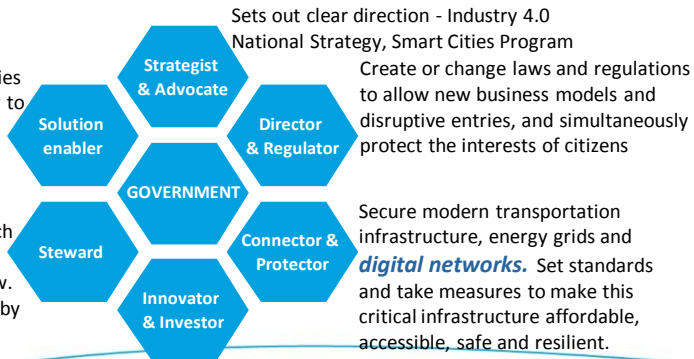 Sets out clear direction - Industry 4.0
National Strategy, Smart Cities Program
Strategist
& Advocate
Create or change laws and regulations
to allow new business models and
disruptive entries, and simultaneously
protect the interests of citizens
to
Solution
enabler
Director
& Regulator
GOVERNMENT
Steward
by
Connector &
Protector
Secure modern transportation
infrastructure, energy grids and
digital networks. Set standards
and take measures to make this
critical infrastructure affordable,
accessible, safe and resilient.
Innovator
& Investor